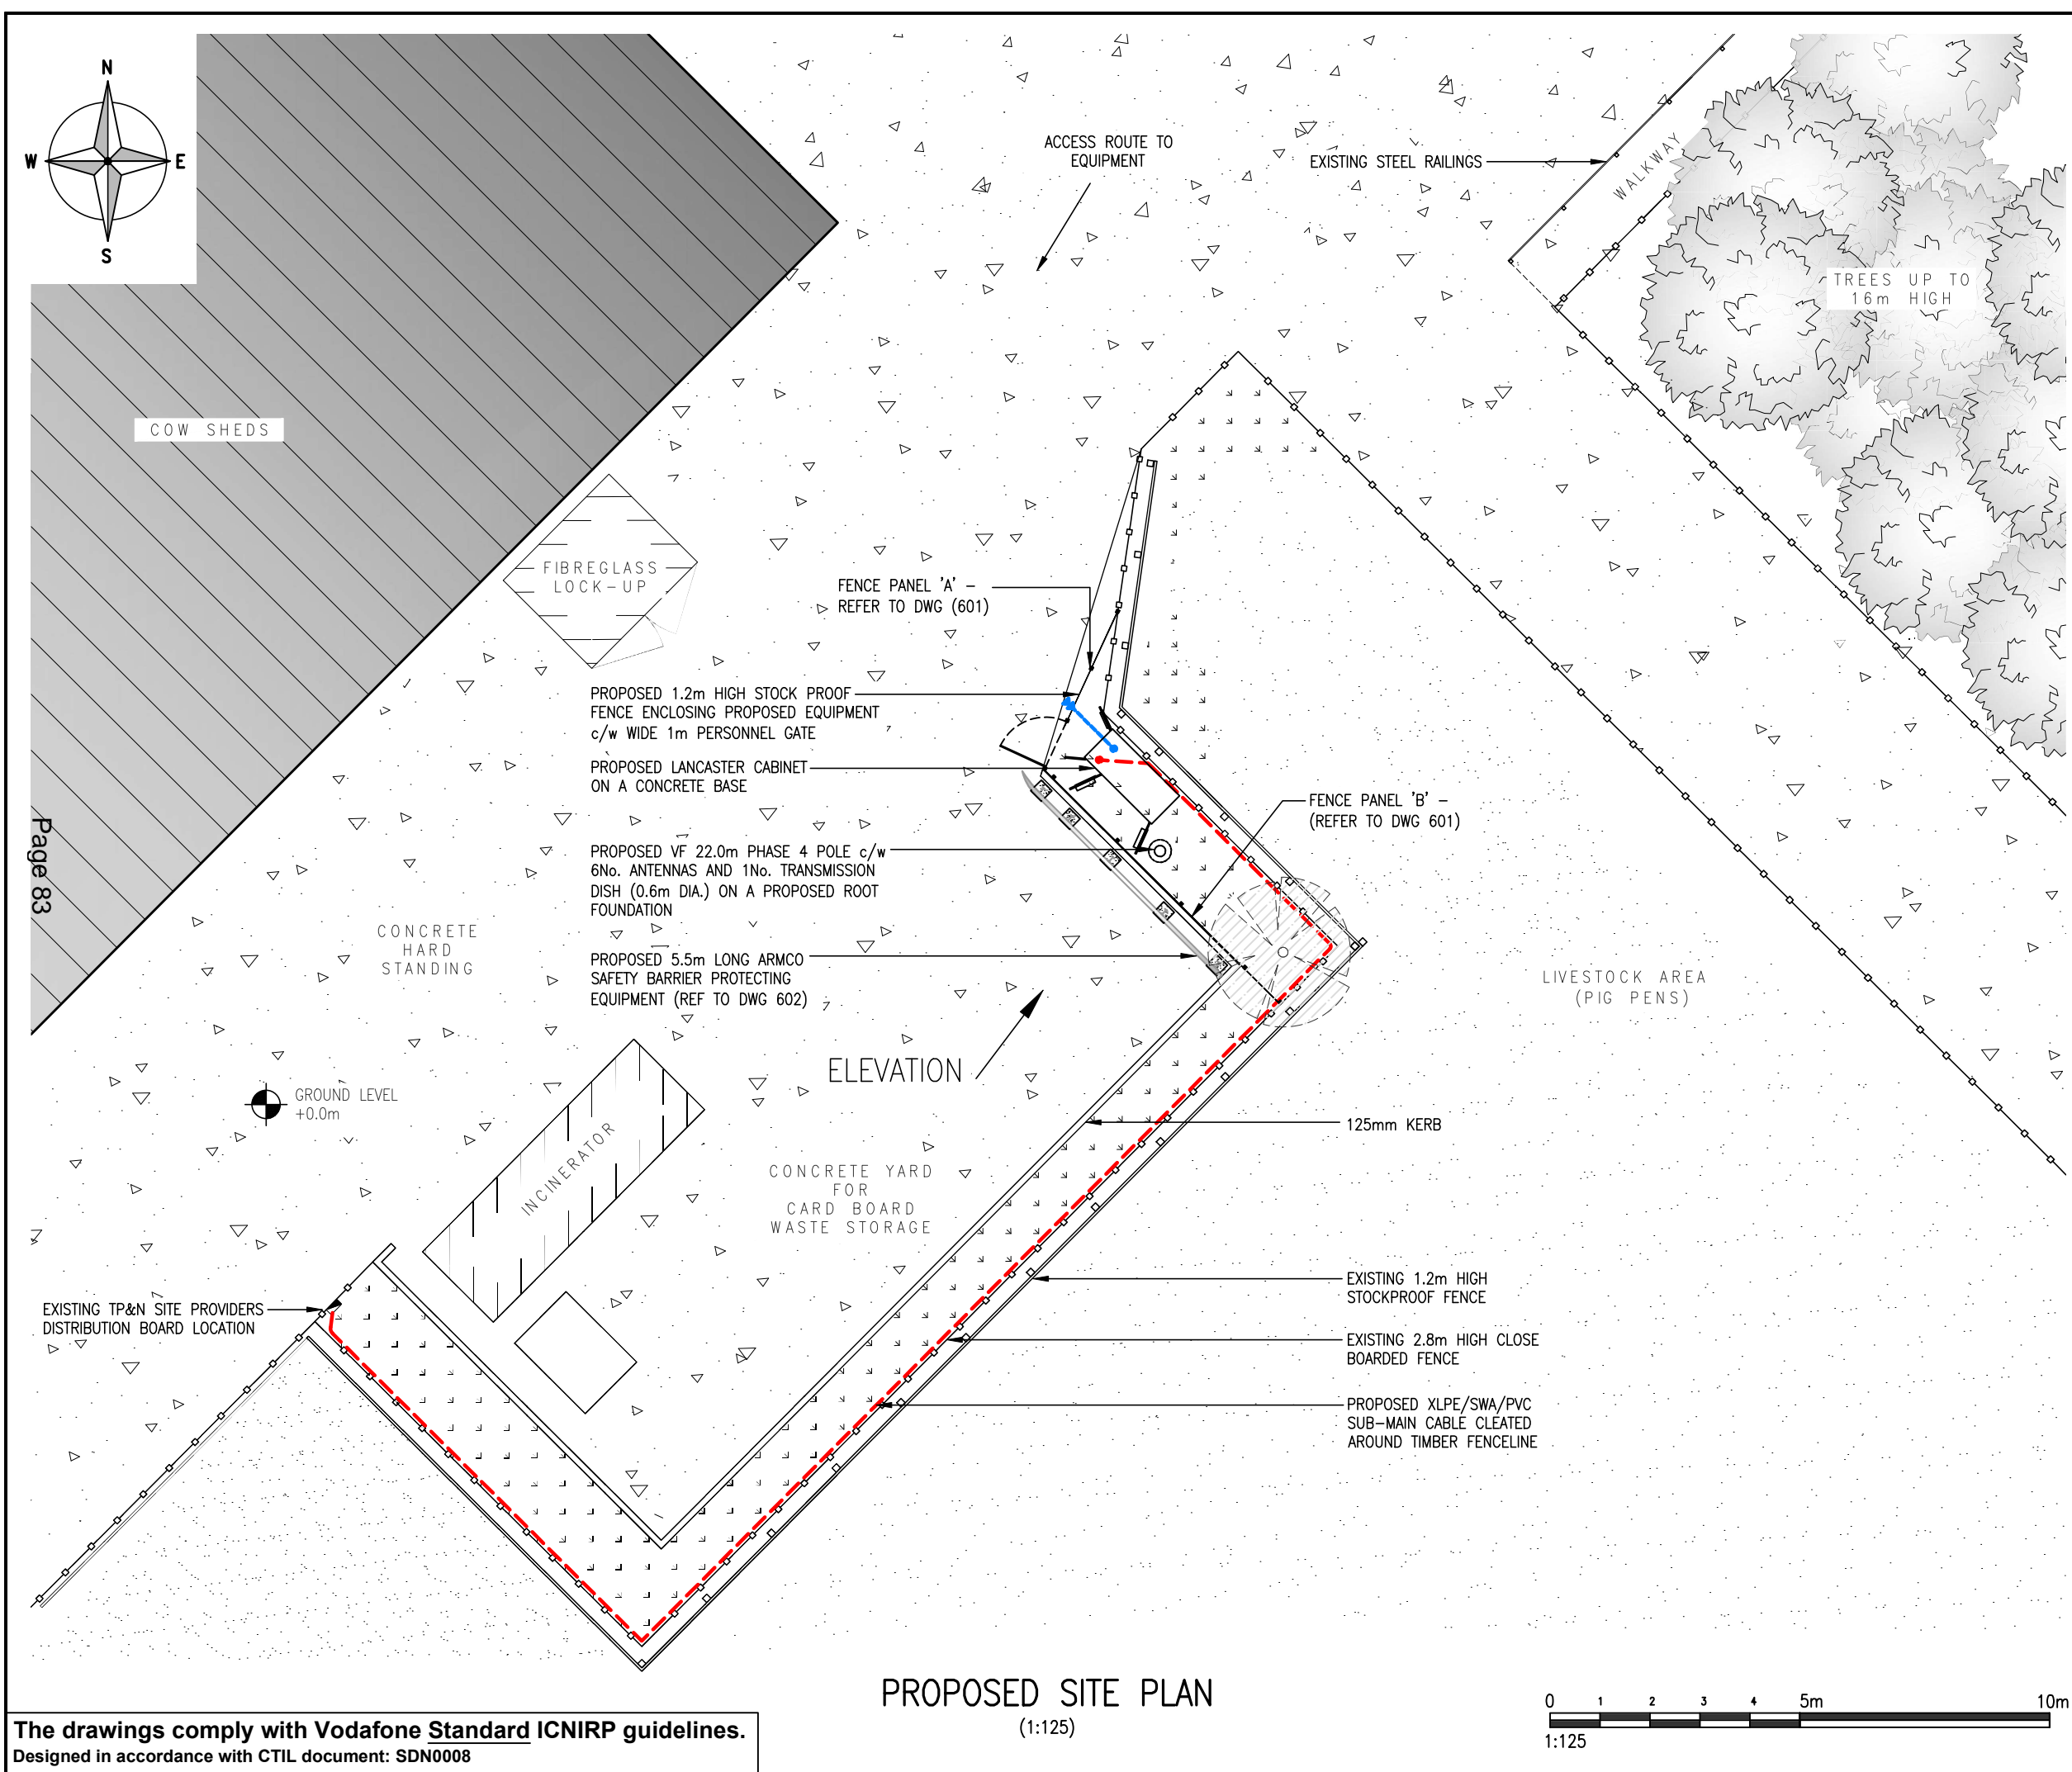 N
W
E
S
ACCESS ROUTE TO
EQUIPMENT
EXISTING STEEL RAILINGS
WALKWAY
TREES UP TO
16m HIGH
COW SHEDS
FIBREGLASS
LOCK-UP
FENCE PANEL 'A' -
REFER TO DWG (601)
PROPOSED 1.2m HIGH STOCK PROOF
FENCE ENCLOSING PROPOSED EQUIPMENT
c/w WIDE 1m PERSONNEL GATE
PROPOSED LANCASTER CABINET
ON A CONCRETE BASE
FENCE PANEL 'B' -
(REFER TO DWG 601)
PROPOSED VF 22.0m PHASE 4 POLE c/w
6No. ANTENNAS AND 1No. TRANSMISSION
DISH (0.6m DIA.) ON A PROPOSED ROOT
FOUNDATION
Page 83
CONCRETE
HARD
STANDING
PROPOSED 5.5m LONG ARMCO
SAFETY BARRIER PROTECTING
EQUIPMENT (REF TO DWG 602)
LIVESTOCK AREA
(PIG PENS)
ELEVATION
GROUND LEVEL
+0.0m
INCINERATOR
CONCRETE YARD
FOR
CARD BOARD
WASTE STORAGE
125mm KERB
EXISTING 1.2m HIGH
STOCKPROOF FENCE
EXISTING TP&N SITE PROVIDERS
DISTRIBUTION BOARD LOCATION
EXISTING 2.8m HIGH CLOSE
BOARDED FENCE
PROPOSED XLPE/SWA/PVC
SUB-MAIN CABLE CLEATED
AROUND TIMBER FENCELINE
PROPOSED SITE PLAN
(1:125)
0 1 2 3 4 5m 10m
1:125
The drawings comply with Vodafone Standard ICNIRP guidelines.
Designed in accordance with CTIL document: SDN0008